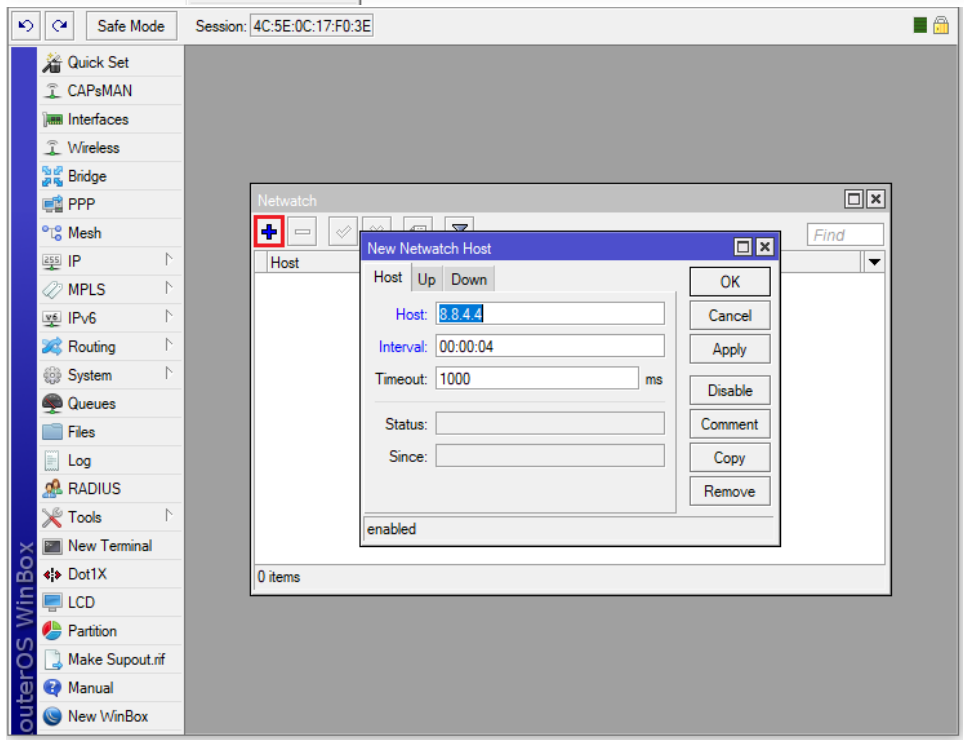 Safe Mode
Session: 4C:5E:0C:17:F0:3E
Quick Set
CAPsMAN
Interfaces
Wireless
Bridge
PPP
Mesh
255 IP
MPLS
v6 IPv6
Routing
System
Queues
Files
Log
RADIUS
Tools
New Terminal
Dot1X
LCD
Partition
Make Supout.rif
Manual
New WinBox
outerOS WinBox
Netwatch
Find
Host
New Netwatch Host
Host Up Down
Host: 8.8.4.4
Interval: 00:00:04
Timeout: 1000 ms
Status:
Since:
enabled
OK
Cancel
Apply
Disable
Comment
Copy
Remove
0 items